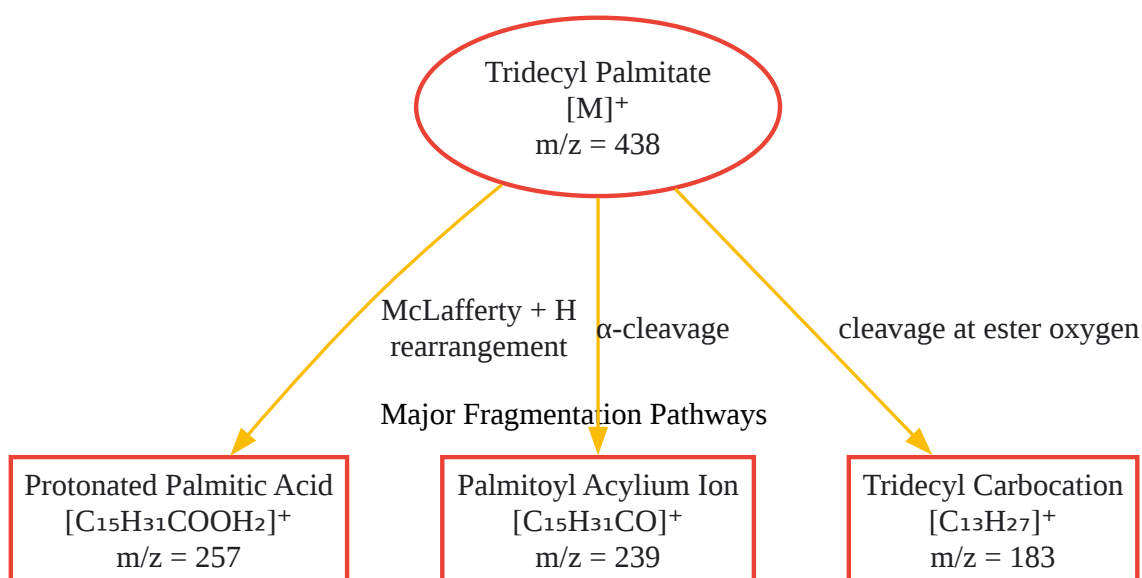 Tridecyl Palmitate
[M]⁺
m/z = 438
McLafferty + H
rearrangement
α-cleavage
cleavage at ester oxygen
Major Fragmentation Pathways
Protonated Palmitic Acid
[C₁₅H₃₁COOH₂]⁺
m/z = 257
Palmitoyl Acylium Ion
[C₁₅H₃₁CO]⁺
m/z = 239
Tridecyl Carbocation
[C₁₃H₂₇]⁺
m/z = 183